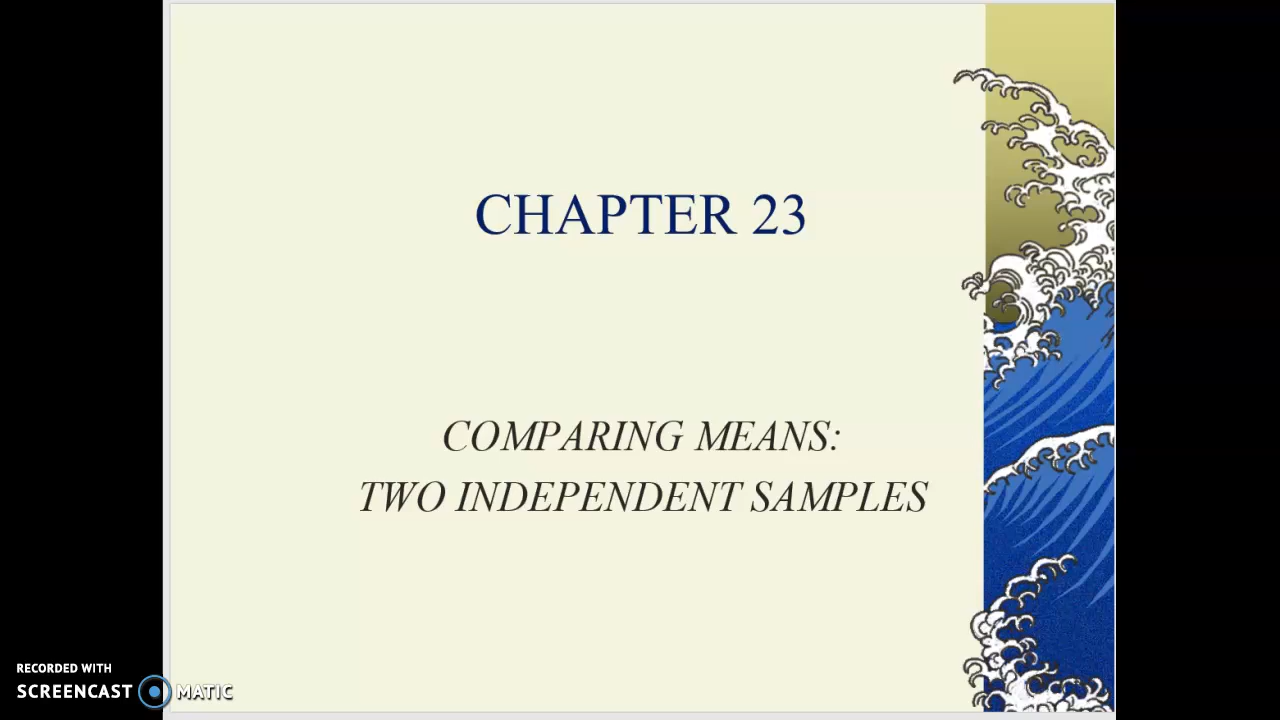 CHAPTER 23
COMPARING MEANS:
TWO INDEPENDENT SAMPLES
RECORDED WITH
SCREENCAST MATIC